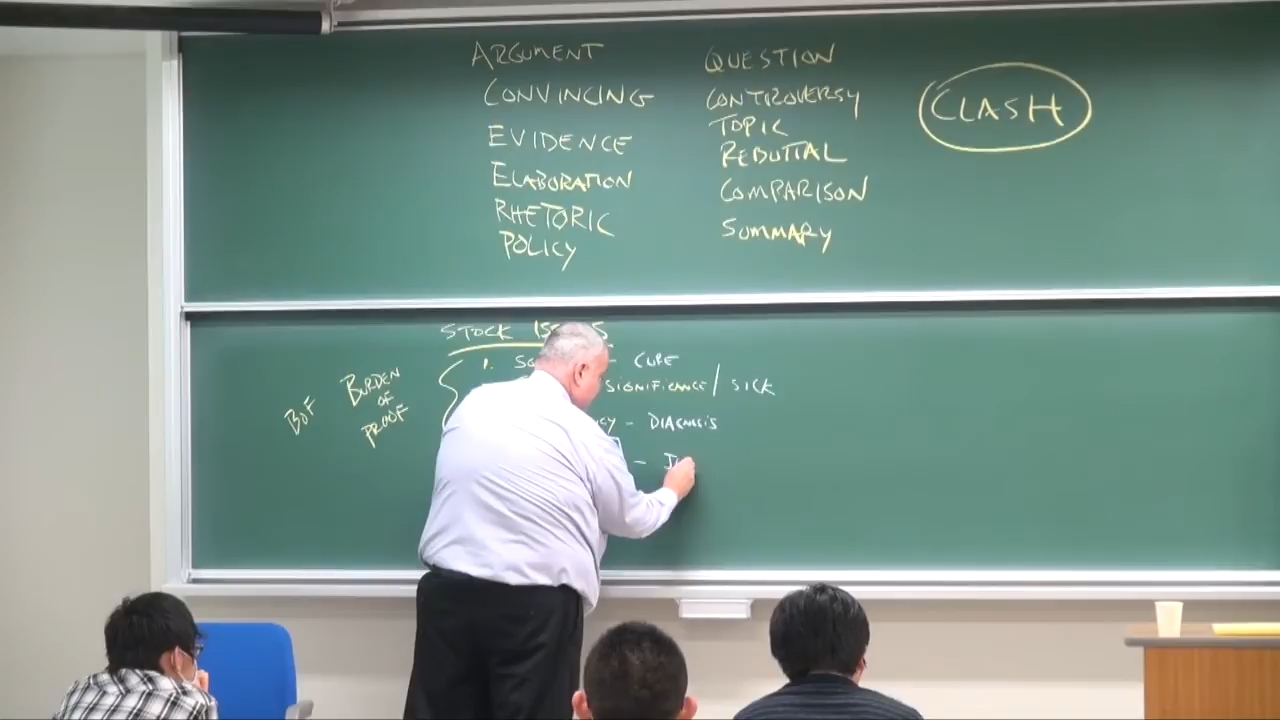 ARGUMENT
CONVINCING
EVIDENCE
ELABORATION
RHETORIC
POLICY
QUESTION
CONTROVERSY
TOPIC
REBUTTAL
COMPARISON
SUMMARY
CLASH
STOCK
BOF
BURDEN
OF
PROOF
1. - CURE
SIGNIFICANCE / SICK
- DIAGNOSIS
-